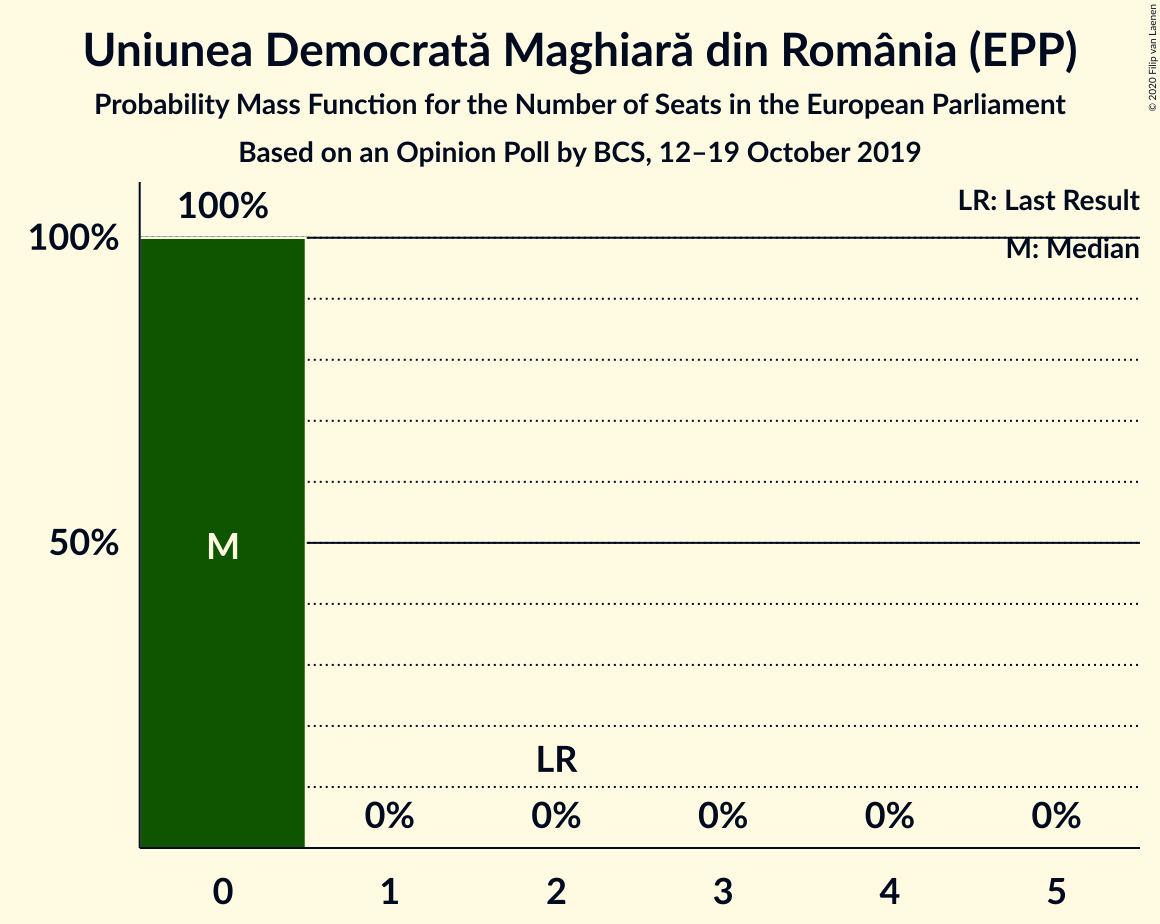 Uniunea Democrată Maghiară din România (EPP)
Probability Mass Function for the Number of Seats in the European Parliament
Based on an Opinion Poll by BCS, 12–19 October 2019
© 2020 Filip van Laenen
LR: Last Result
M: Median
100%
100%
50%
M
LR
0% 0% 0% 0% 0%
0 1 2 3 4 5